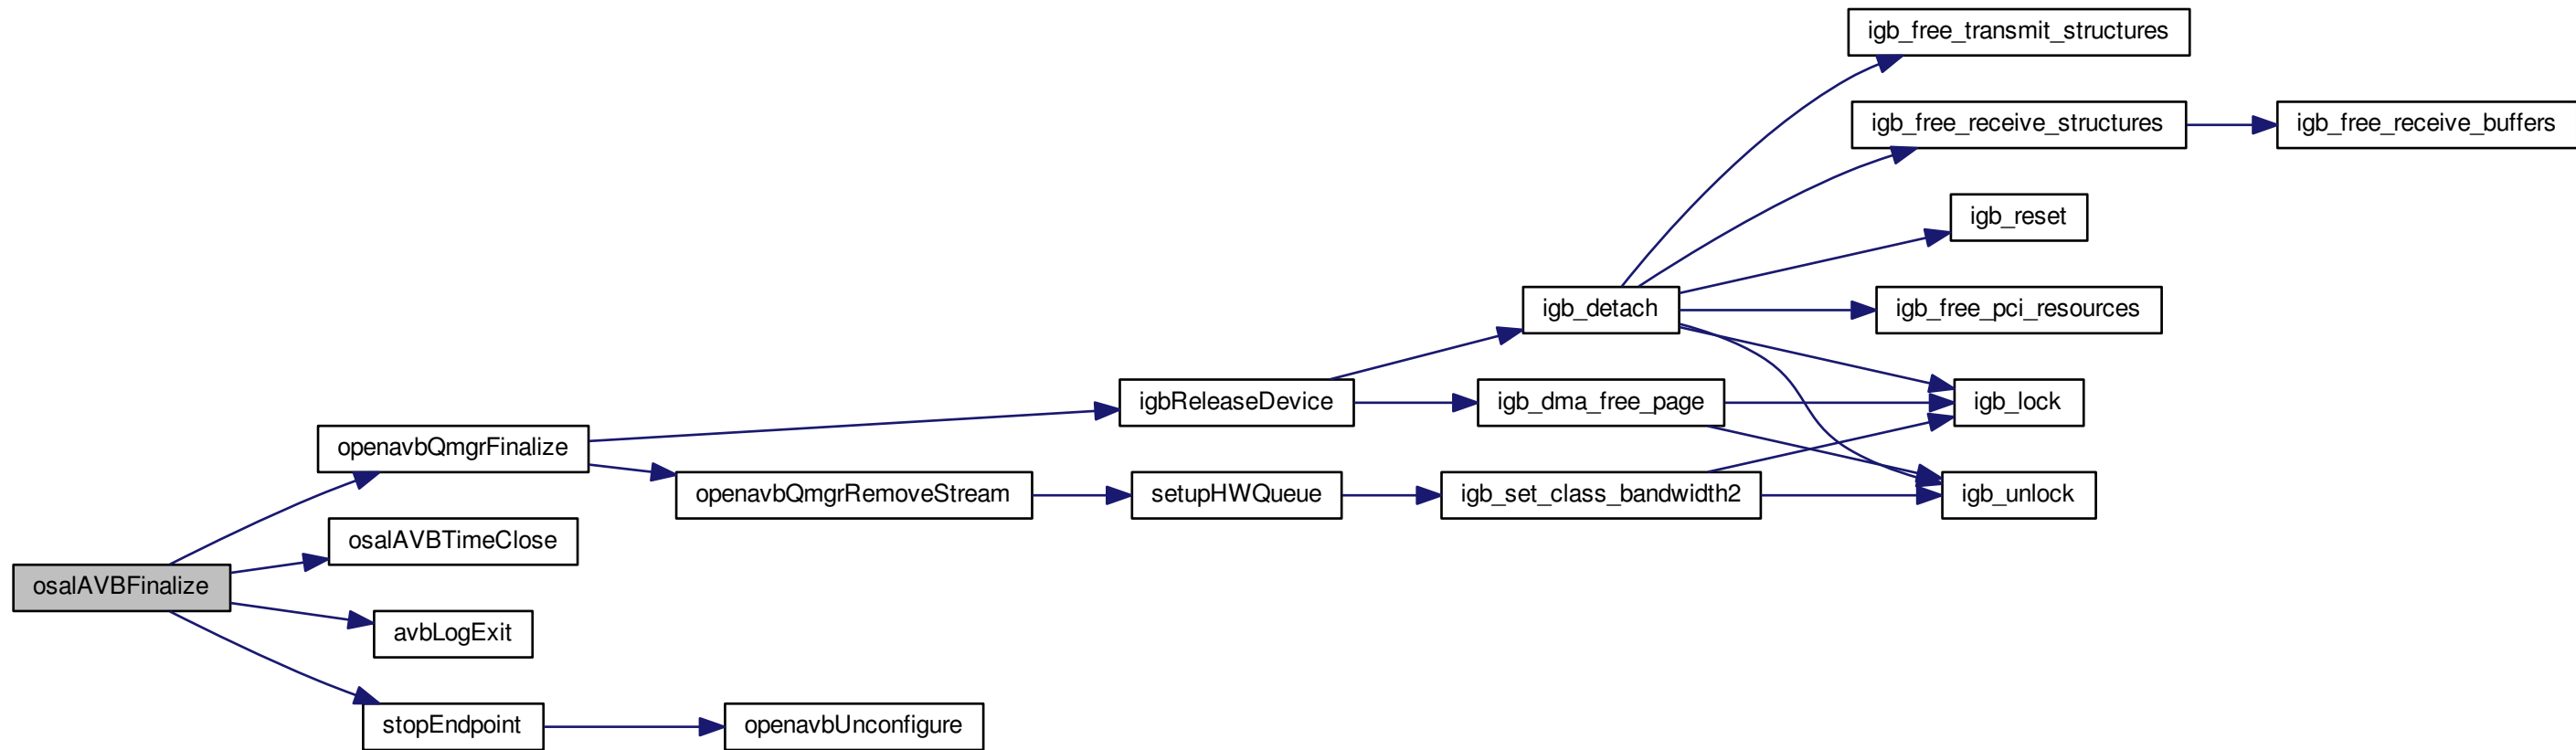 igb_free_transmit_structures
igb_free_receive_structures
igb_free_receive_buffers
igb_reset
igb_detach
igb_free_pci_resources
igbReleaseDevice
igb_dma_free_page
igb_lock
openavbQmgrFinalize
openavbQmgrRemoveStream
setupHWQueue
igb_set_class_bandwidth2
igb_unlock
osalAVBTimeClose
osalAVBFinalize
avbLogExit
stopEndpoint
openavbUnconfigure